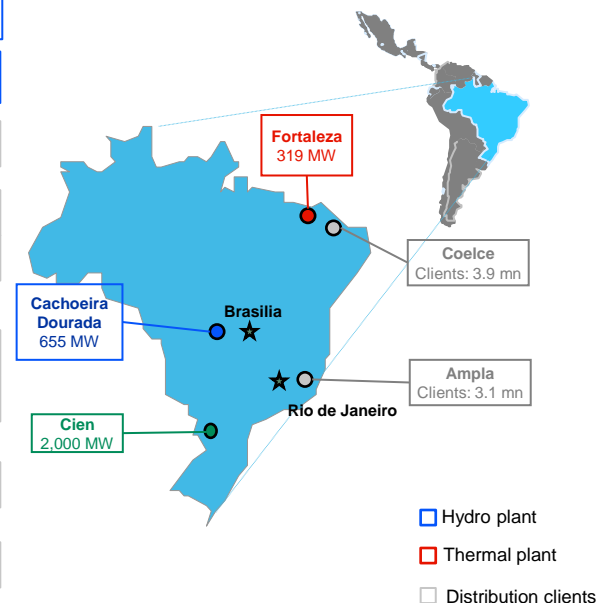 Fortaleza
319 MW
Coelce
Clients: 3.9 mn
Cachoeira
Dourada
655 MW
Brasilia
Ampla
Clients: 3.1 mn
Rio de Janeiro
Cien
2,000 MW
Hydro plant
Thermal plant
Distribution clients